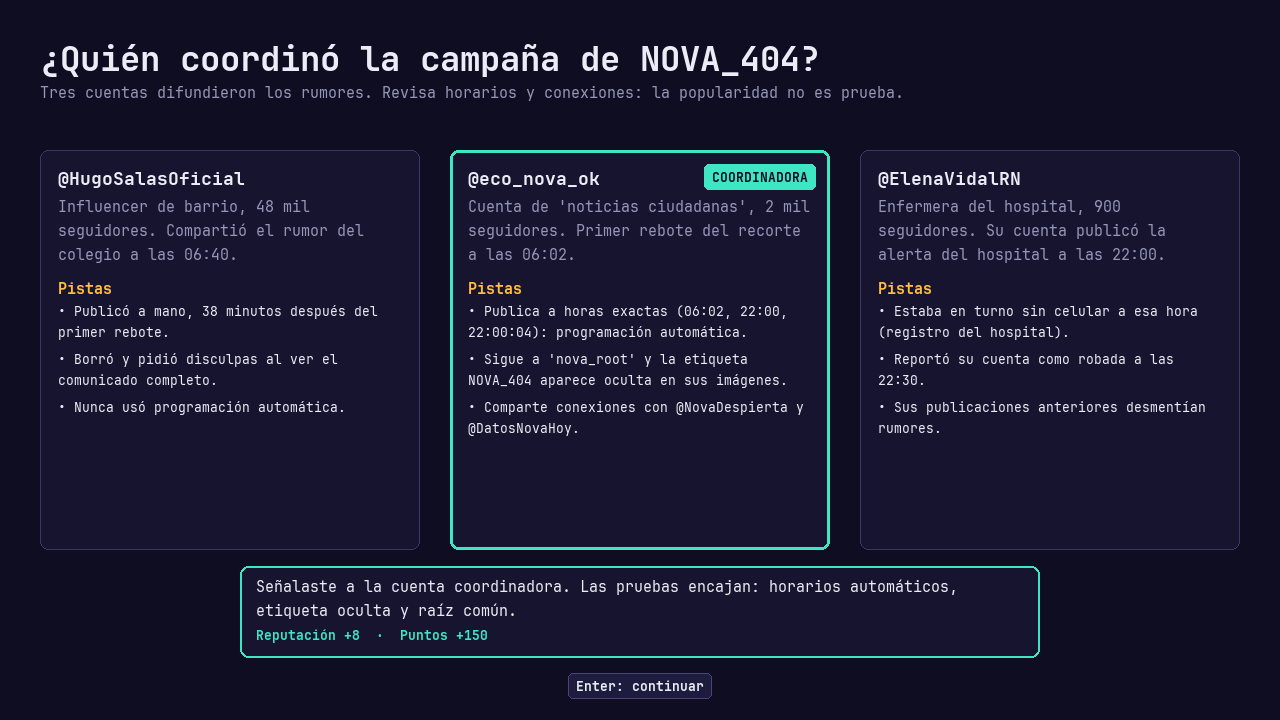 ¿Quién coordinó la campaña de NOVA_404?
Tres cuentas difundieron los rumores. Revisa horarios y conexiones: la popularidad no es prueba.
@HugoSalasOficial
Influencer de barrio, 48 mil
seguidores. Compartió el rumor del
colegio a las 06:40.
Pistas
• Publicó a mano, 38 minutos después del
primer rebote.
• Borró y pidió disculpas al ver el
comunicado completo.
• Nunca usó programación automática.
@eco_nova_ok
COORDINADORA
Cuenta de 'noticias ciudadanas', 2 mil
seguidores. Primer rebote del recorte
a las 06:02.
Pistas
• Publica a horas exactas (06:02, 22:00,
22:00:04): programación automática.
• Sigue a 'nova_root' y la etiqueta
NOVA_404 aparece oculta en sus imágenes.
• Comparte conexiones con @NovaDespierta y
@DatosNovaHoy.
@ElenaVidalRN
Enfermera del hospital, 900
seguidores. Su cuenta publicó la
alerta del hospital a las 22:00.
Pistas
• Estaba en turno sin celular a esa hora
(registro del hospital).
• Reportó su cuenta como robada a las
22:30.
• Sus publicaciones anteriores desmentían
rumores.
Señalaste a la cuenta coordinadora. Las pruebas encajan: horarios automáticos,
etiqueta oculta y raíz común.
Reputación +8 · Puntos +150
Enter: continuar